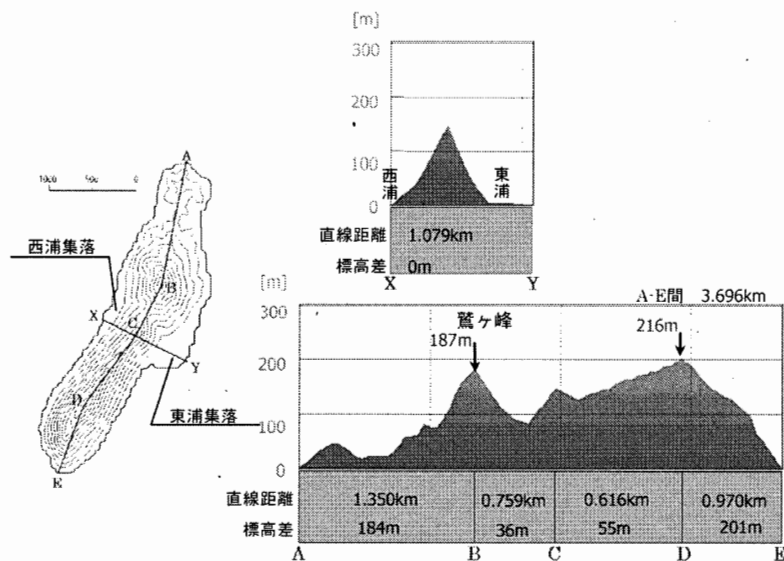 [m]
300
200
100
0
西浦
東浦
直線距離 1.079km
標高差 0m
X Y
A
1000 500 0
西浦集落
B
X
C
Y
D
東浦集落
E
[m]
A-E間 3.696km
300
鷲ヶ峰
187m
216m
200
100
0
直線距離 1.350km 0.759km 0.616km 0.970km
標高差 184m 36m 55m 201m
A B C D E